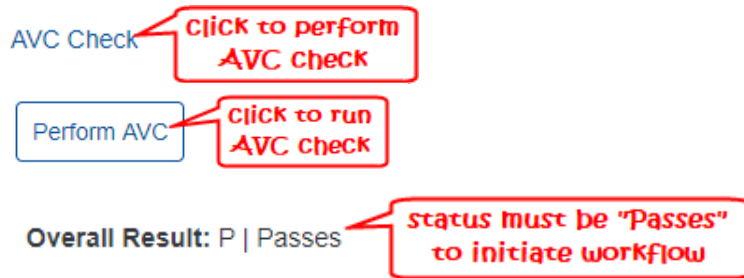 AVC Check
Click to perform
AVC Check
Perform AVC
Click to run
AVC Check
Overall Result: P | Passes
status must be "Passes"
to initiate workflow